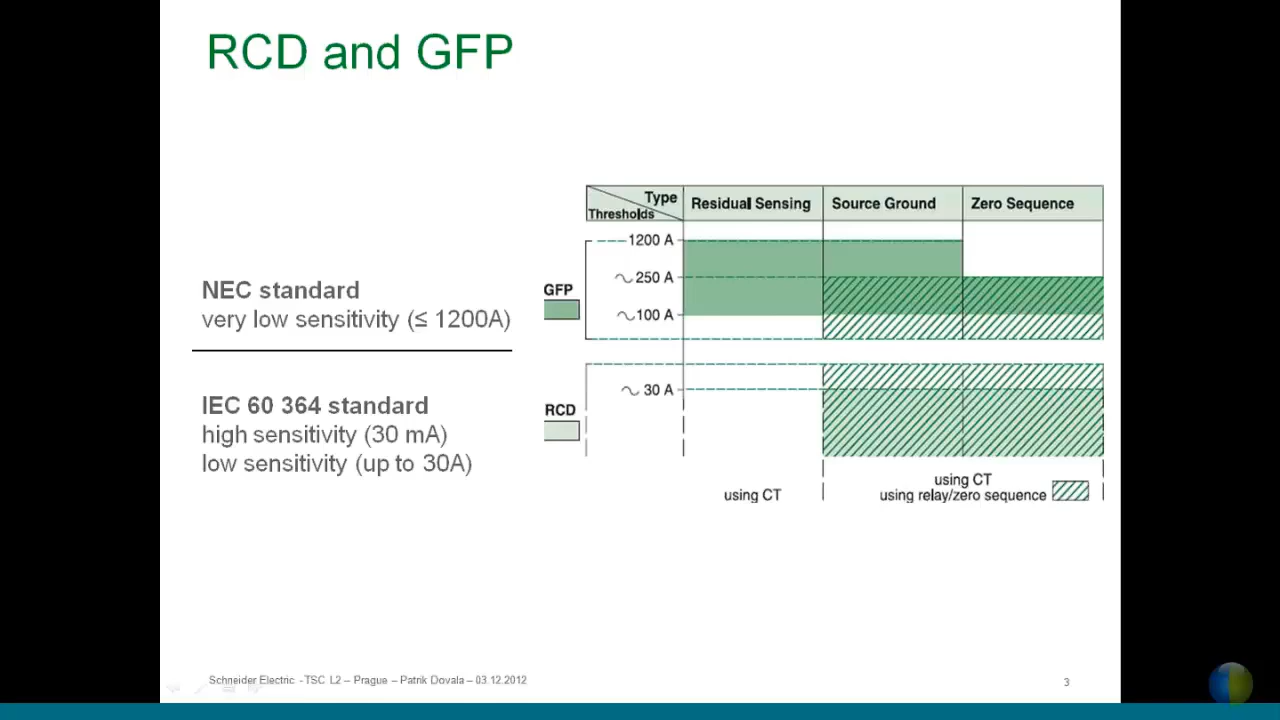 RCD and GFP
NEC standard
very low sensitivity (≤ 1200A)
IEC 60 364 standard
high sensitivity (30 mA)
low sensitivity (up to 30A)
Type
Thresholds
Residual Sensing
Source Ground
Zero Sequence
1200 A
GFP
~ 250 A
~ 100 A
~ 30 A
RCD
using CT
using CT
using relay/zero sequence
Schneider Electric -TSC L2 – Prague – Patrik Dovala – 03.12.2012
3